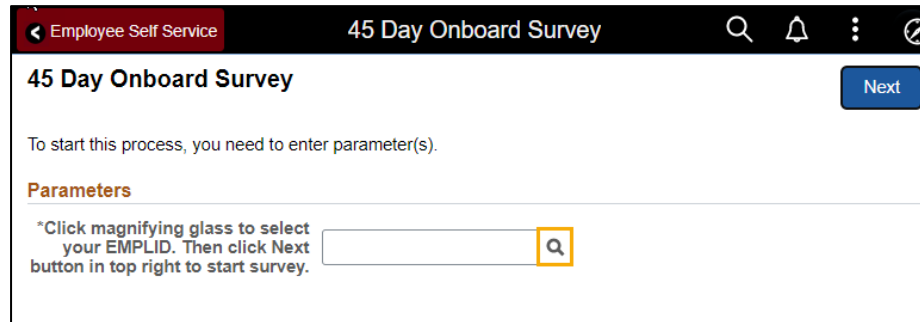 Employee Self Service
45 Day Onboard Survey
45 Day Onboard Survey
Next
To start this process, you need to enter parameter(s).
Parameters
*Click magnifying glass to select
your EMPLID. Then click Next
button in top right to start survey.